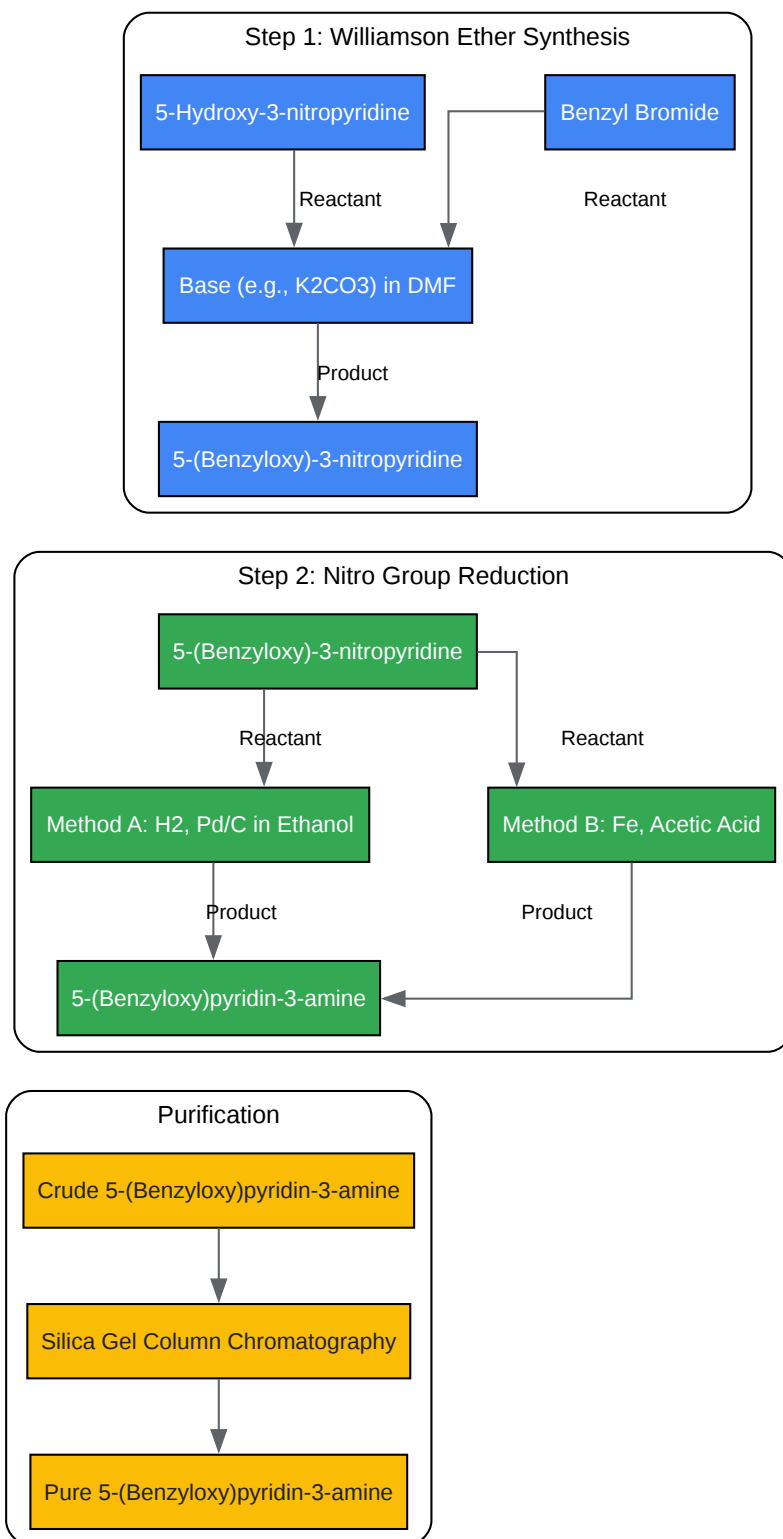 Step 1: Williamson Ether Synthesis
5-Hydroxy-3-nitropyridine
Benzyl Bromide
Reactant
Reactant
Base (e.g., K2CO3) in DMF
Product
5-(Benzyloxy)-3-nitropyridine
Step 2: Nitro Group Reduction
5-(Benzyloxy)-3-nitropyridine
Reactant
Reactant
Method A: H2, Pd/C in Ethanol
Method B: Fe, Acetic Acid
Product
Product
5-(Benzyloxy)pyridin-3-amine
Purification
Crude 5-(Benzyloxy)pyridin-3-amine
Silica Gel Column Chromatography
Pure 5-(Benzyloxy)pyridin-3-amine